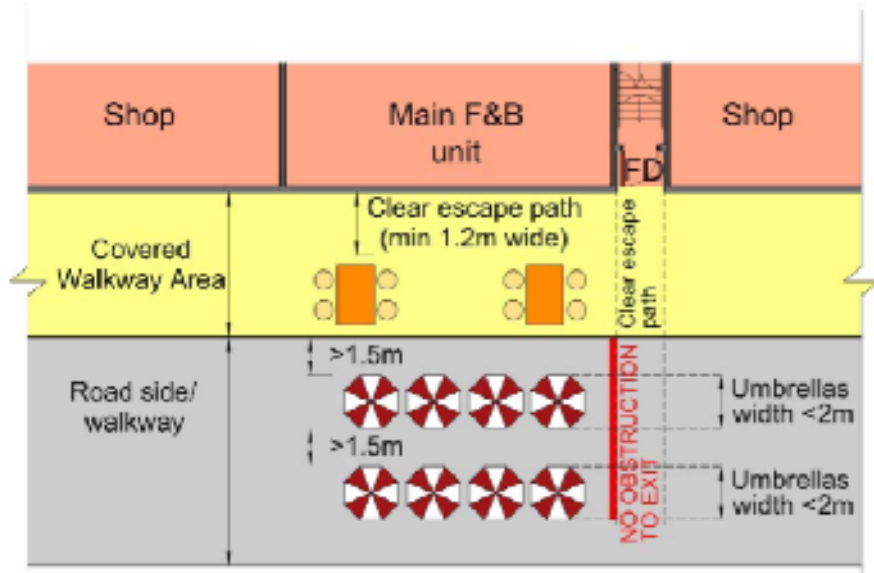 Shop
Main F&B
unit
Shop
FD
Clear escape path
(min 1.2m wide)
Covered
Walkway Area
Clear escape
path
>1.5m
Road side/
walkway
Umbrellas
width <2m
>1.5m
Umbrellas
width <2m
NO OBSTRUCTION
TO EXIT